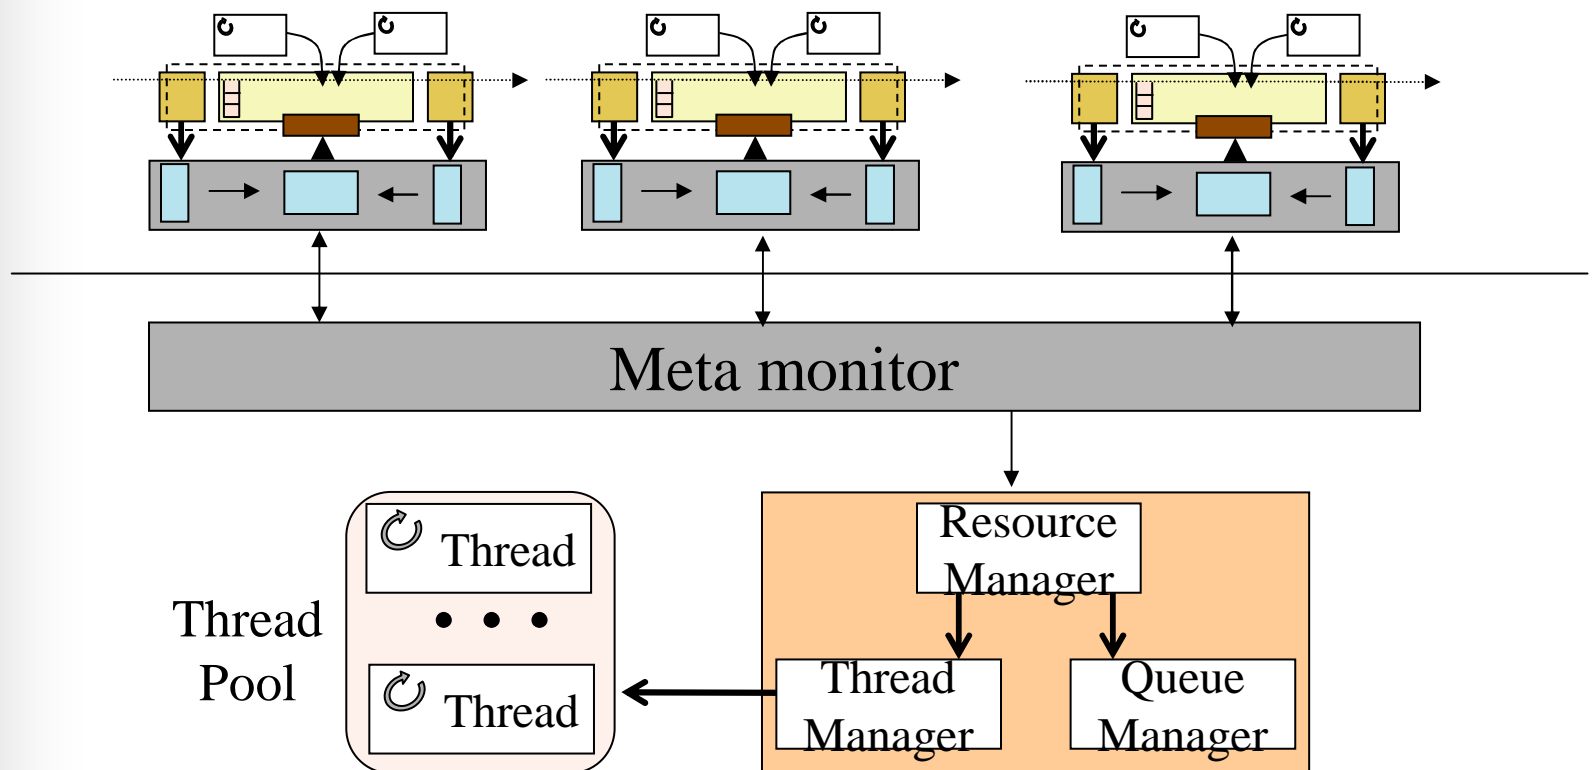 Meta monitor
Resource
Manager
Thread
Thread
Pool
Thread
Thread
Manager
Queue
Manager